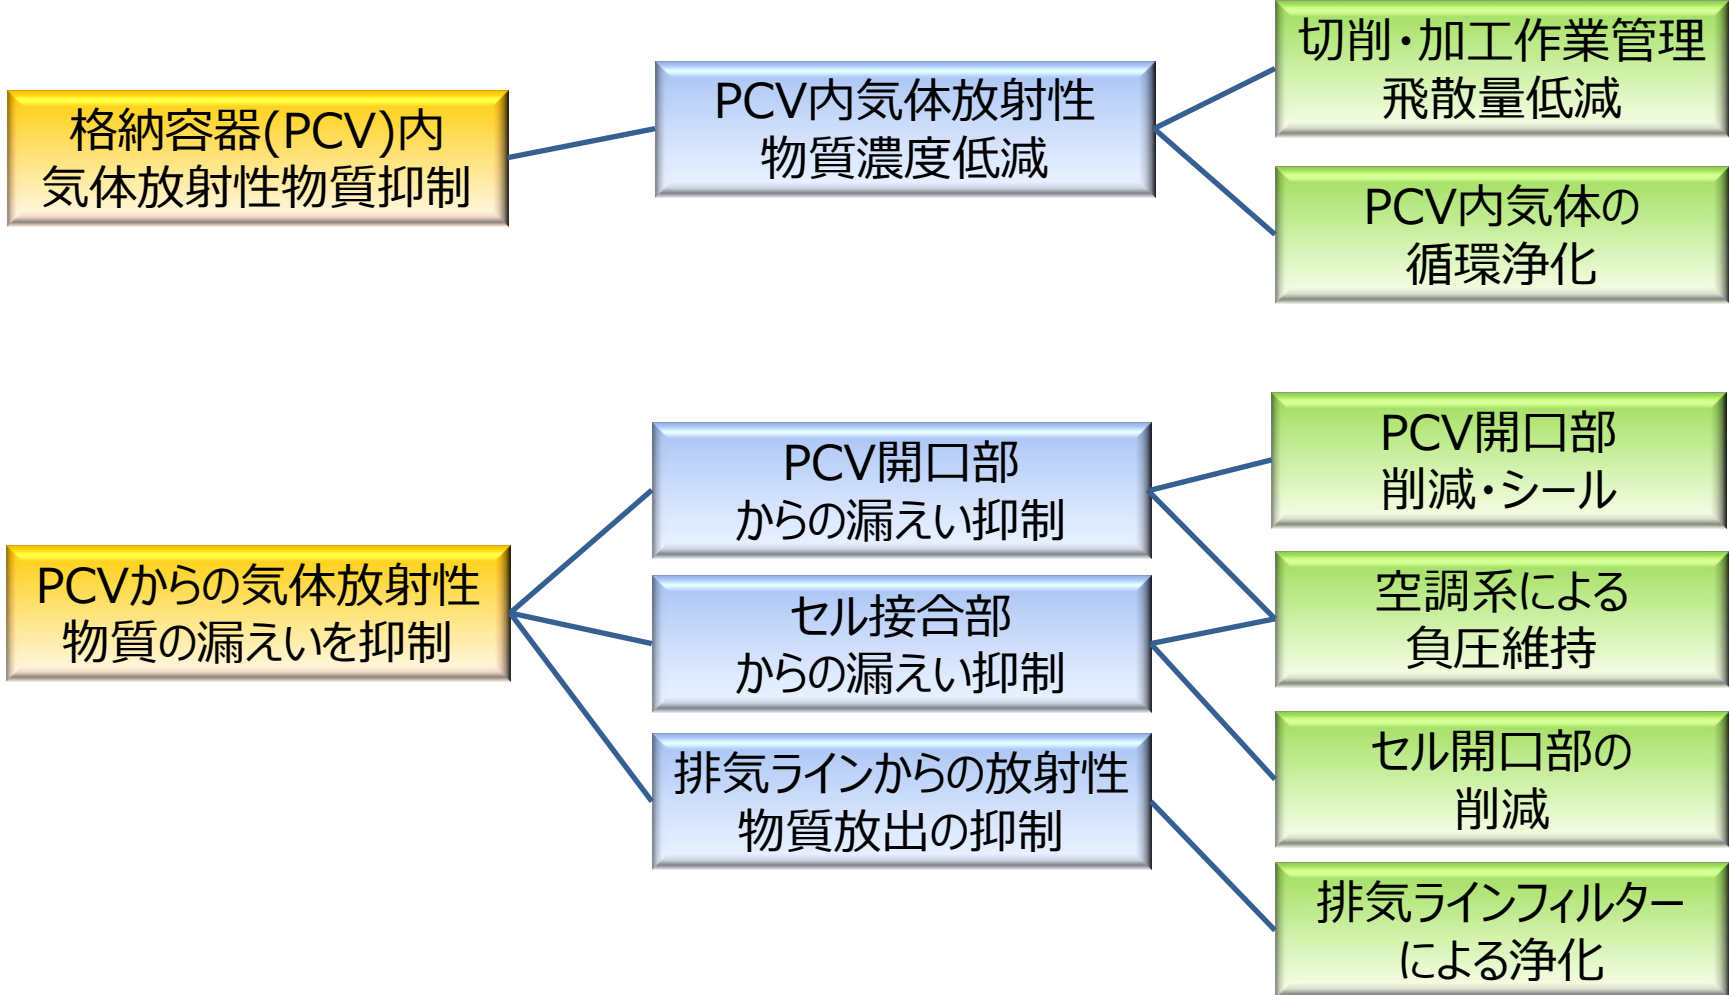 格納容器(PCV)内
気体放射性物質抑制
PCV内気体放射性
物質濃度低減
切削・加工作業管理
飛散量低減
PCV内気体の
循環浄化
PCVからの気体放射性
物質の漏えいを抑制
PCV開口部
からの漏えい抑制
セル接合部
からの漏えい抑制
排気ラインからの放射性
物質放出の抑制
PCV開口部
削減・シール
空調系による
負圧維持
セル開口部の
削減
排気ラインフィルター
による浄化